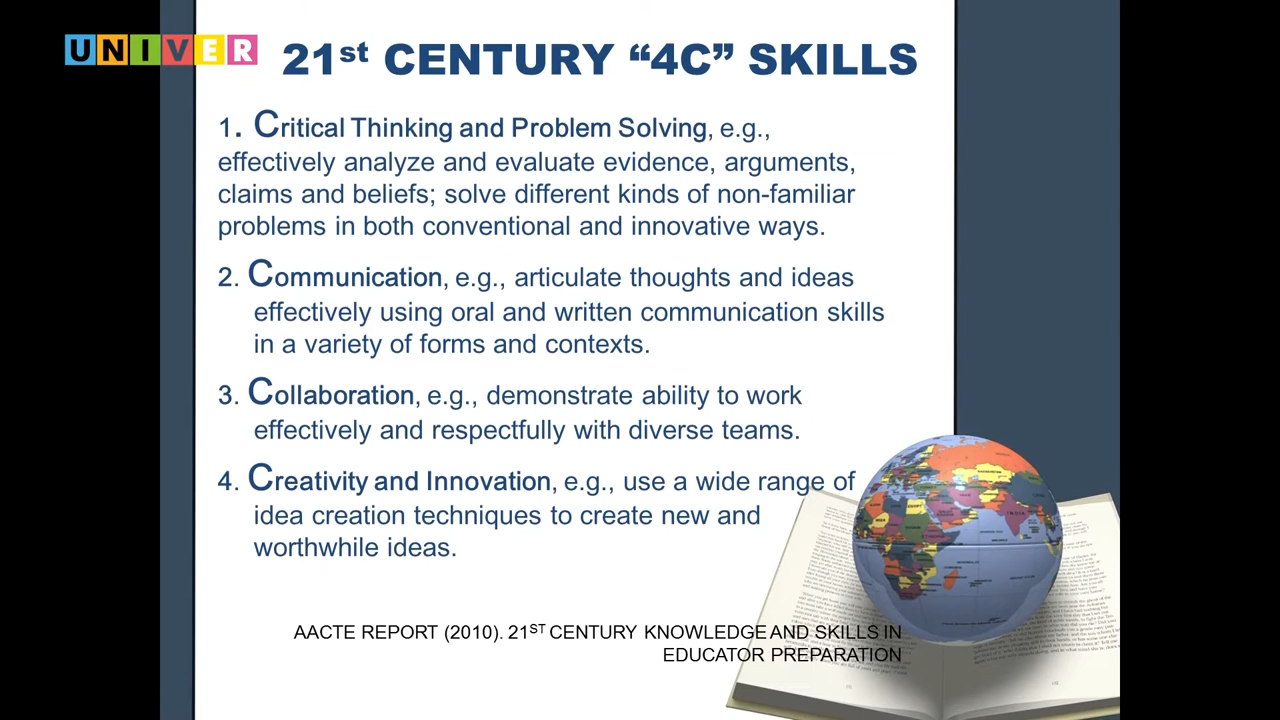 UNIVER
21st CENTURY “4C” SKILLS
1. Critical Thinking and Problem Solving, e.g.,
effectively analyze and evaluate evidence, arguments,
claims and beliefs; solve different kinds of non-familiar
problems in both conventional and innovative ways.
2. Communication, e.g., articulate thoughts and ideas
effectively using oral and written communication skills
in a variety of forms and contexts.
3. Collaboration, e.g., demonstrate ability to work
effectively and respectfully with diverse teams.
4. Creativity and Innovation, e.g., use a wide range of
idea creation techniques to create new and
worthwhile ideas.
INDIA
AACTE REPORT (2010). 21ST CENTURY KNOWLEDGE AND SKILLS IN
EDUCATOR PREPARATION